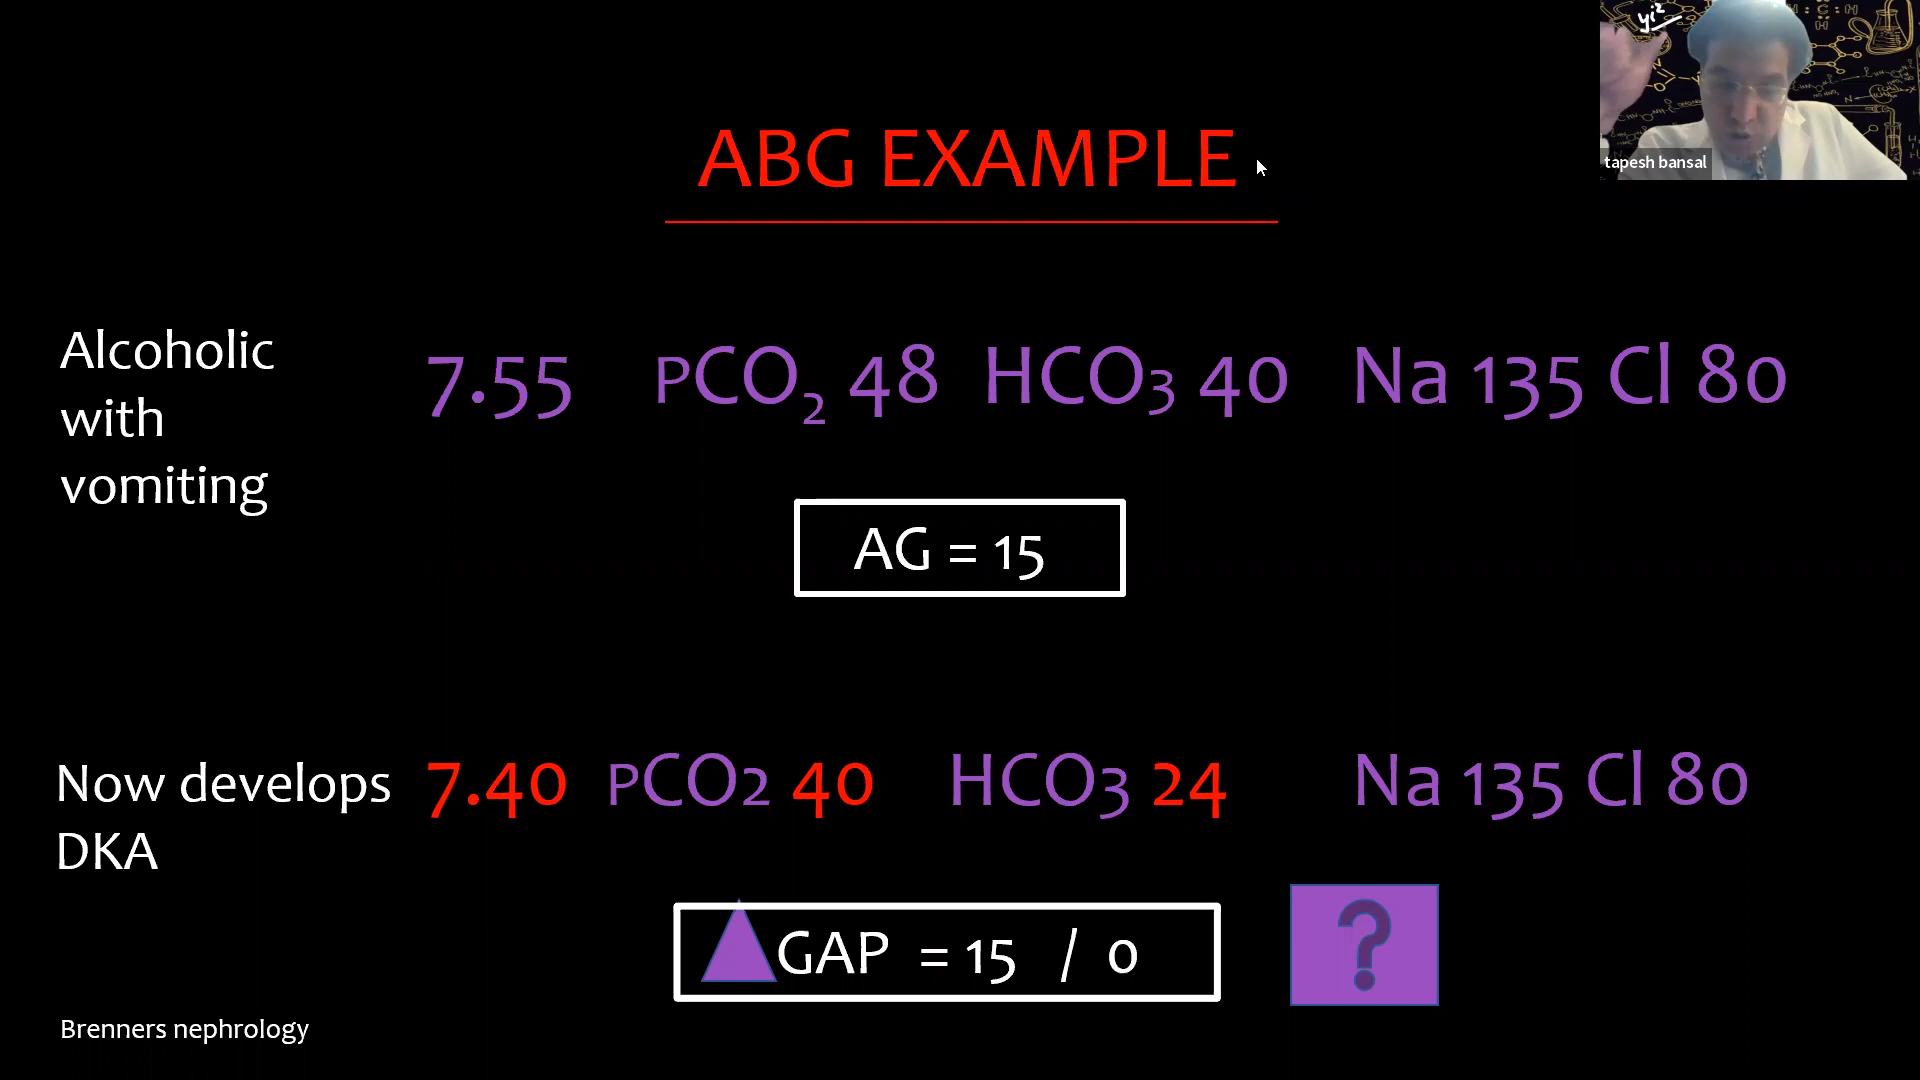 yi²
tapesh bansal
ABG EXAMPLE
Alcoholic
with
vomiting
7.55 PCO₂ 48 HCO3 40 Na 135 Cl 80
AG = 15
Now develops
DKA
7.40 PCO2 40 HCO3 24 Na 135 Cl 80
GAP = 15 / 0
?
Brenners nephrology